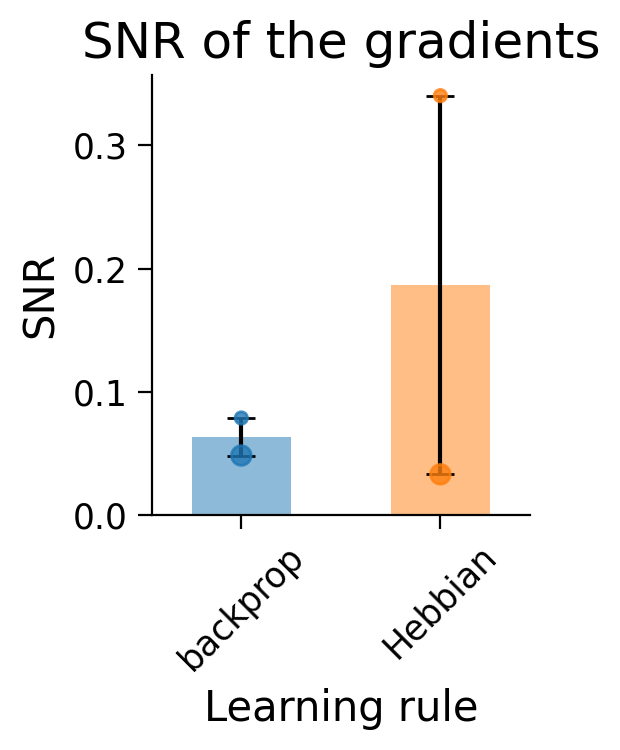 SNR of the gradients
SNR
0.3
0.2
0.1
0.0
backprop
Hebbian
Learning rule